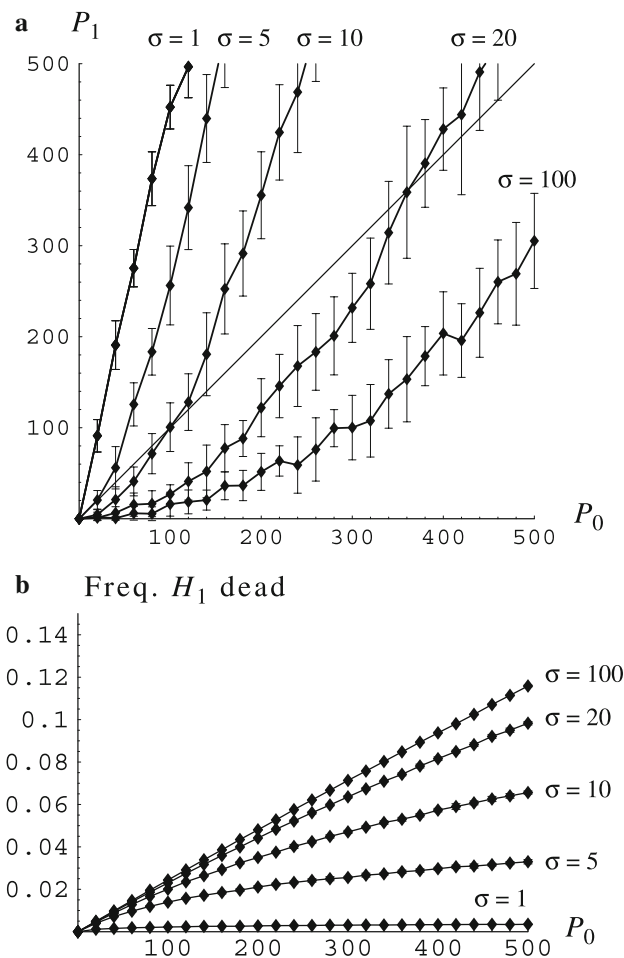 a P₁
σ = 1 σ = 5 σ = 10 σ = 20
500
400
σ = 100
300
200
100
100 200 300 400 500 P₀
b Freq. H₁ dead
0.14
0.12
σ = 100
0.1
σ = 20
0.08
0.06
σ = 10
0.04
σ = 5
0.02
σ = 1
100 200 300 400 500 P₀